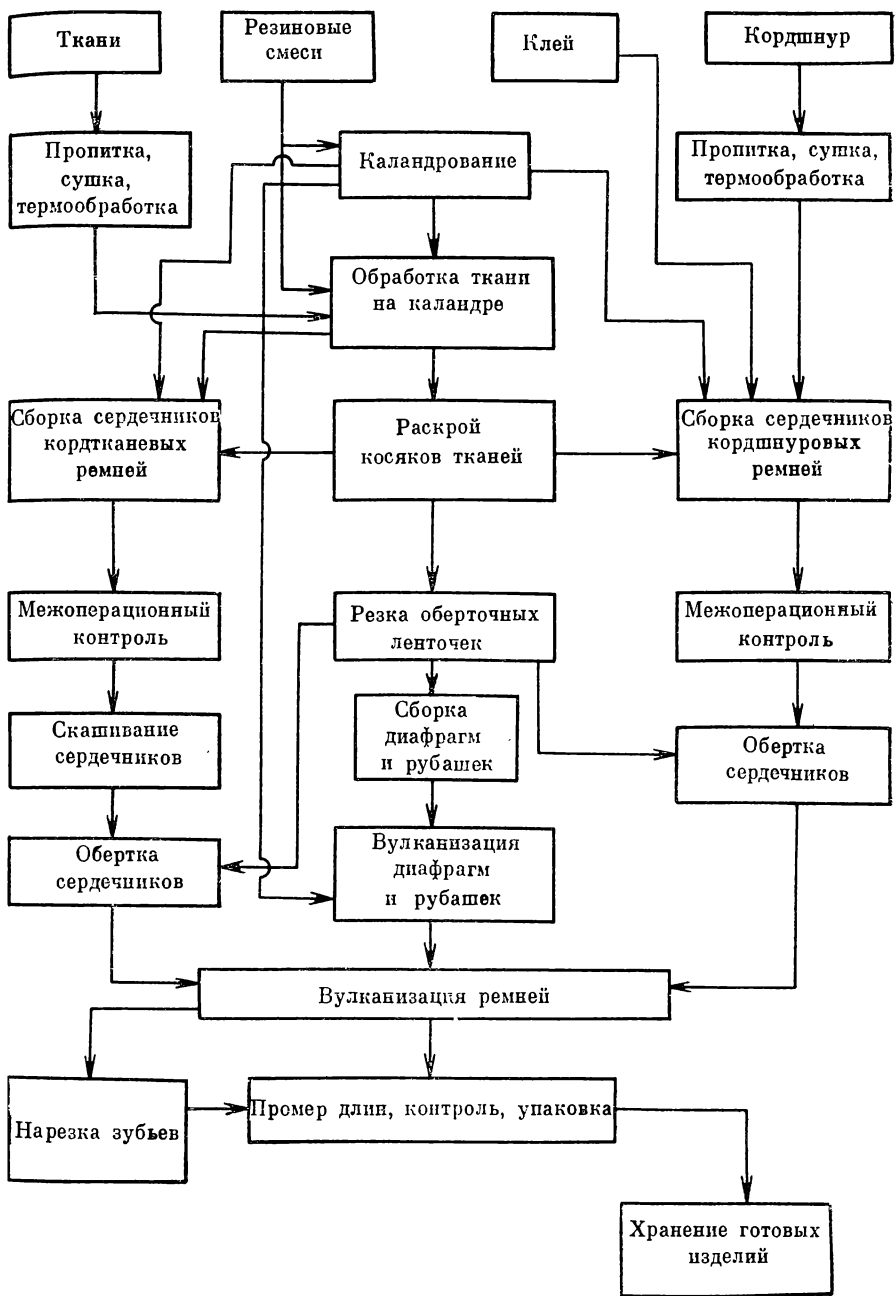 Ткани
Резиновые
смеси
Клей
Кордшнур
Пропитка,
сушка,
термообработка
Каландрование
Пропитка, сушка,
термообработка
Обработка ткани
на каландре
Сборка сердечников
кордтканевых
ремней
Раскрой
косяков тканей
Сборка сердечников
кордшнуровых
ремней
Межоперационный
контроль
Резка оберточных
ленточек
Межоперационный
контроль
Скашивание
сердечников
Сборка
диафрагм
и рубашек
Обертка
сердечников
Обертка
сердечников
Вулканизация
диафрагм
и рубашек
Вулканизация ремней
Нарезка зубьев
Промер длин, контроль, упаковка
Хранение готовых
изделий